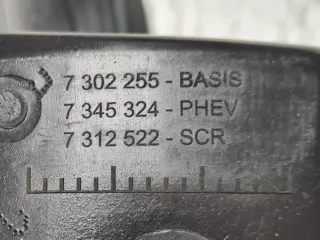 7 302 255 - BASIS
7 345 324 - PHEV
7 312 522 - SCR